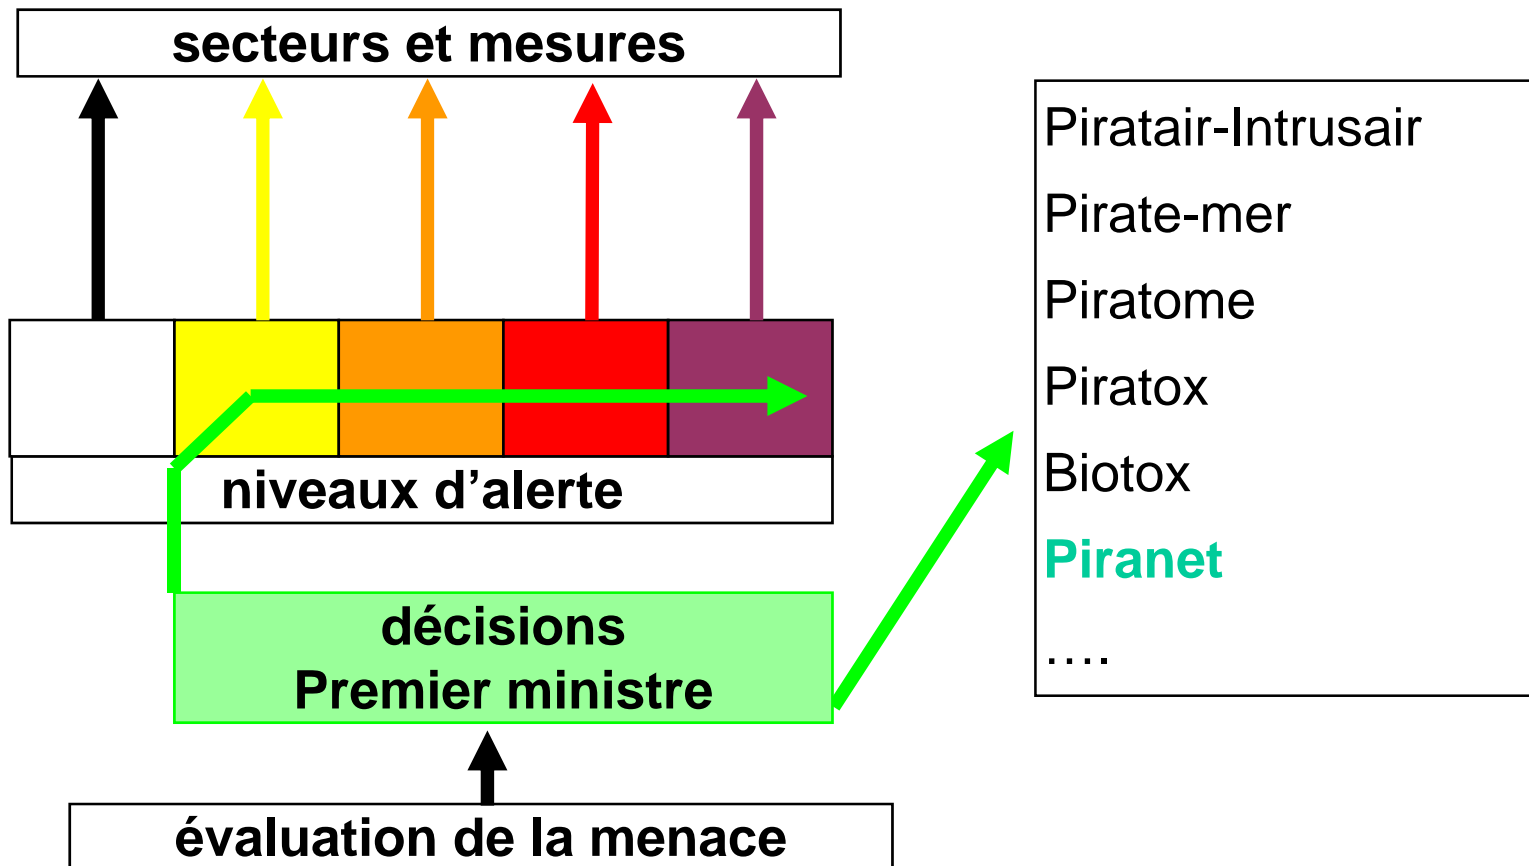 secteurs et mesures
niveaux d’alerte
décisions
Premier ministre
évaluation de la menace
Piratair-Intrusair
Pirate-mer
Piratome
Piratox
Biotox
Piranet
….